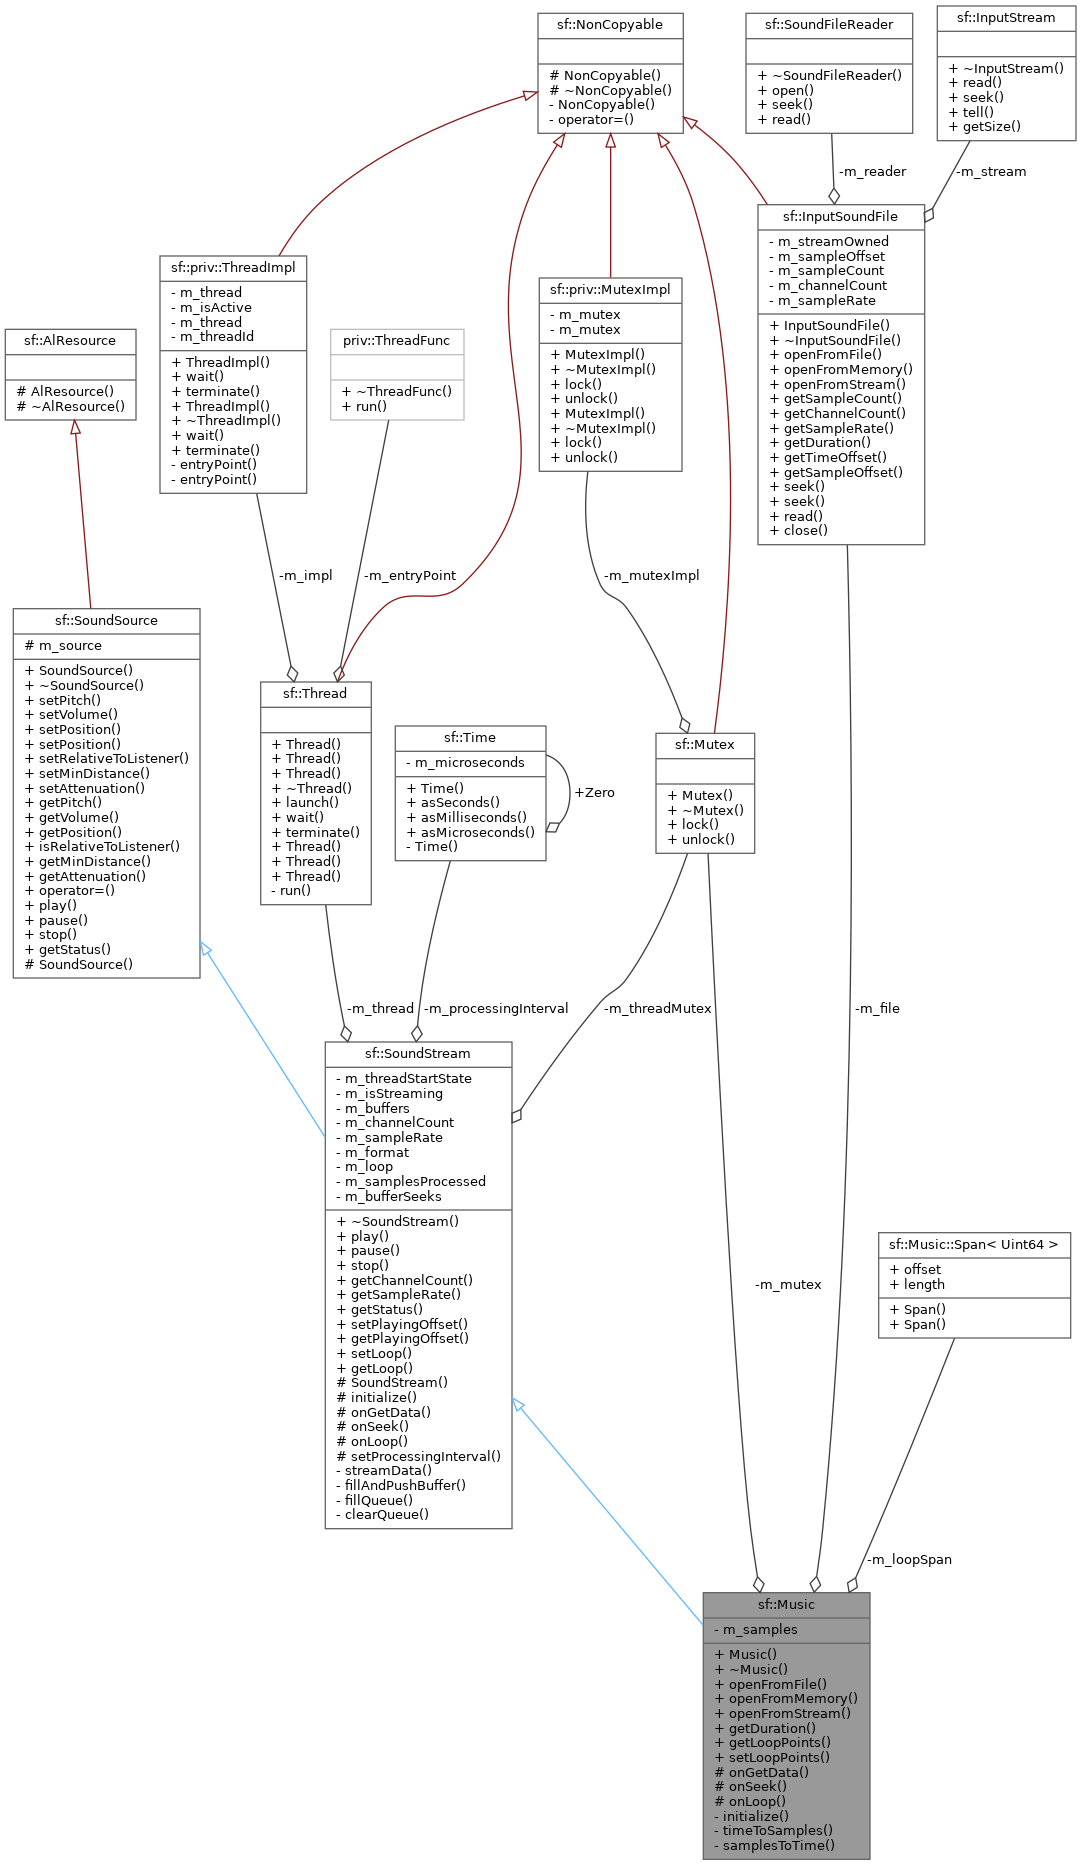 sf::NonCopyable
# NonCopyable()
# ~NonCopyable()
- NonCopyable()
- operator=()
sf::SoundFileReader
+ ~SoundFileReader()
+ open()
+ seek()
+ read()
sf::InputStream
+ ~InputStream()
+ read()
+ seek()
+ tell()
+ getSize()
-m_reader
-m_stream
sf::InputSoundFile
- m_streamOwned
- m_sampleOffset
- m_sampleCount
- m_channelCount
- m_sampleRate
+ InputSoundFile()
+ ~InputSoundFile()
+ openFromFile()
+ openFromMemory()
+ openFromStream()
+ getSampleCount()
+ getChannelCount()
+ getSampleRate()
+ getDuration()
+ getTimeOffset()
+ getSampleOffset()
+ seek()
+ seek()
+ read()
+ close()
sf::priv::ThreadImpl
- m_thread
- m_isActive
- m_thread
- m_threadId
+ ThreadImpl()
+ wait()
+ terminate()
+ ThreadImpl()
+ ~ThreadImpl()
+ wait()
+ terminate()
- entryPoint()
- entryPoint()
sf::priv::MutexImpl
- m_mutex
- m_mutex
+ MutexImpl()
+ ~MutexImpl()
+ lock()
+ unlock()
+ MutexImpl()
+ ~MutexImpl()
+ lock()
+ unlock()
sf::AlResource
# AlResource()
# ~AlResource()
priv::ThreadFunc
+ ~ThreadFunc()
+ run()
-m_impl
-m_entryPoint
-m_mutexImpl
sf::SoundSource
# m_source
+ SoundSource()
+ ~SoundSource()
+ setPitch()
+ setVolume()
+ setPosition()
+ setPosition()
+ setRelativeToListener()
+ setMinDistance()
+ setAttenuation()
+ getPitch()
+ getVolume()
+ getPosition()
+ isRelativeToListener()
+ getMinDistance()
+ getAttenuation()
+ operator=()
+ play()
+ pause()
+ stop()
+ getStatus()
# SoundSource()
sf::Thread
+ Thread()
+ Thread()
+ Thread()
+ ~Thread()
+ launch()
+ wait()
+ terminate()
+ Thread()
+ Thread()
+ Thread()
- run()
sf::Time
- m_microseconds
+ Time()
+ asSeconds()
+ asMilliseconds()
+ asMicroseconds()
- Time()
+Zero
sf::Mutex
+ Mutex()
+ ~Mutex()
+ lock()
+ unlock()
-m_thread
-m_processingInterval
-m_threadMutex
-m_file
sf::SoundStream
- m_threadStartState
- m_isStreaming
- m_buffers
- m_channelCount
- m_sampleRate
- m_format
- m_loop
- m_samplesProcessed
- m_bufferSeeks
+ ~SoundStream()
+ play()
+ pause()
+ stop()
+ getChannelCount()
+ getSampleRate()
+ getStatus()
+ setPlayingOffset()
+ getPlayingOffset()
+ setLoop()
+ getLoop()
# SoundStream()
# initialize()
# onGetData()
# onSeek()
# onLoop()
# setProcessingInterval()
- streamData()
- fillAndPushBuffer()
- fillQueue()
- clearQueue()
-m_mutex
sf::Music::Span< Uint64 >
+ offset
+ length
+ Span()
+ Span()
-m_loopSpan
sf::Music
- m_samples
+ Music()
+ ~Music()
+ openFromFile()
+ openFromMemory()
+ openFromStream()
+ getDuration()
+ getLoopPoints()
+ setLoopPoints()
# onGetData()
# onSeek()
# onLoop()
- initialize()
- timeToSamples()
- samplesToTime()